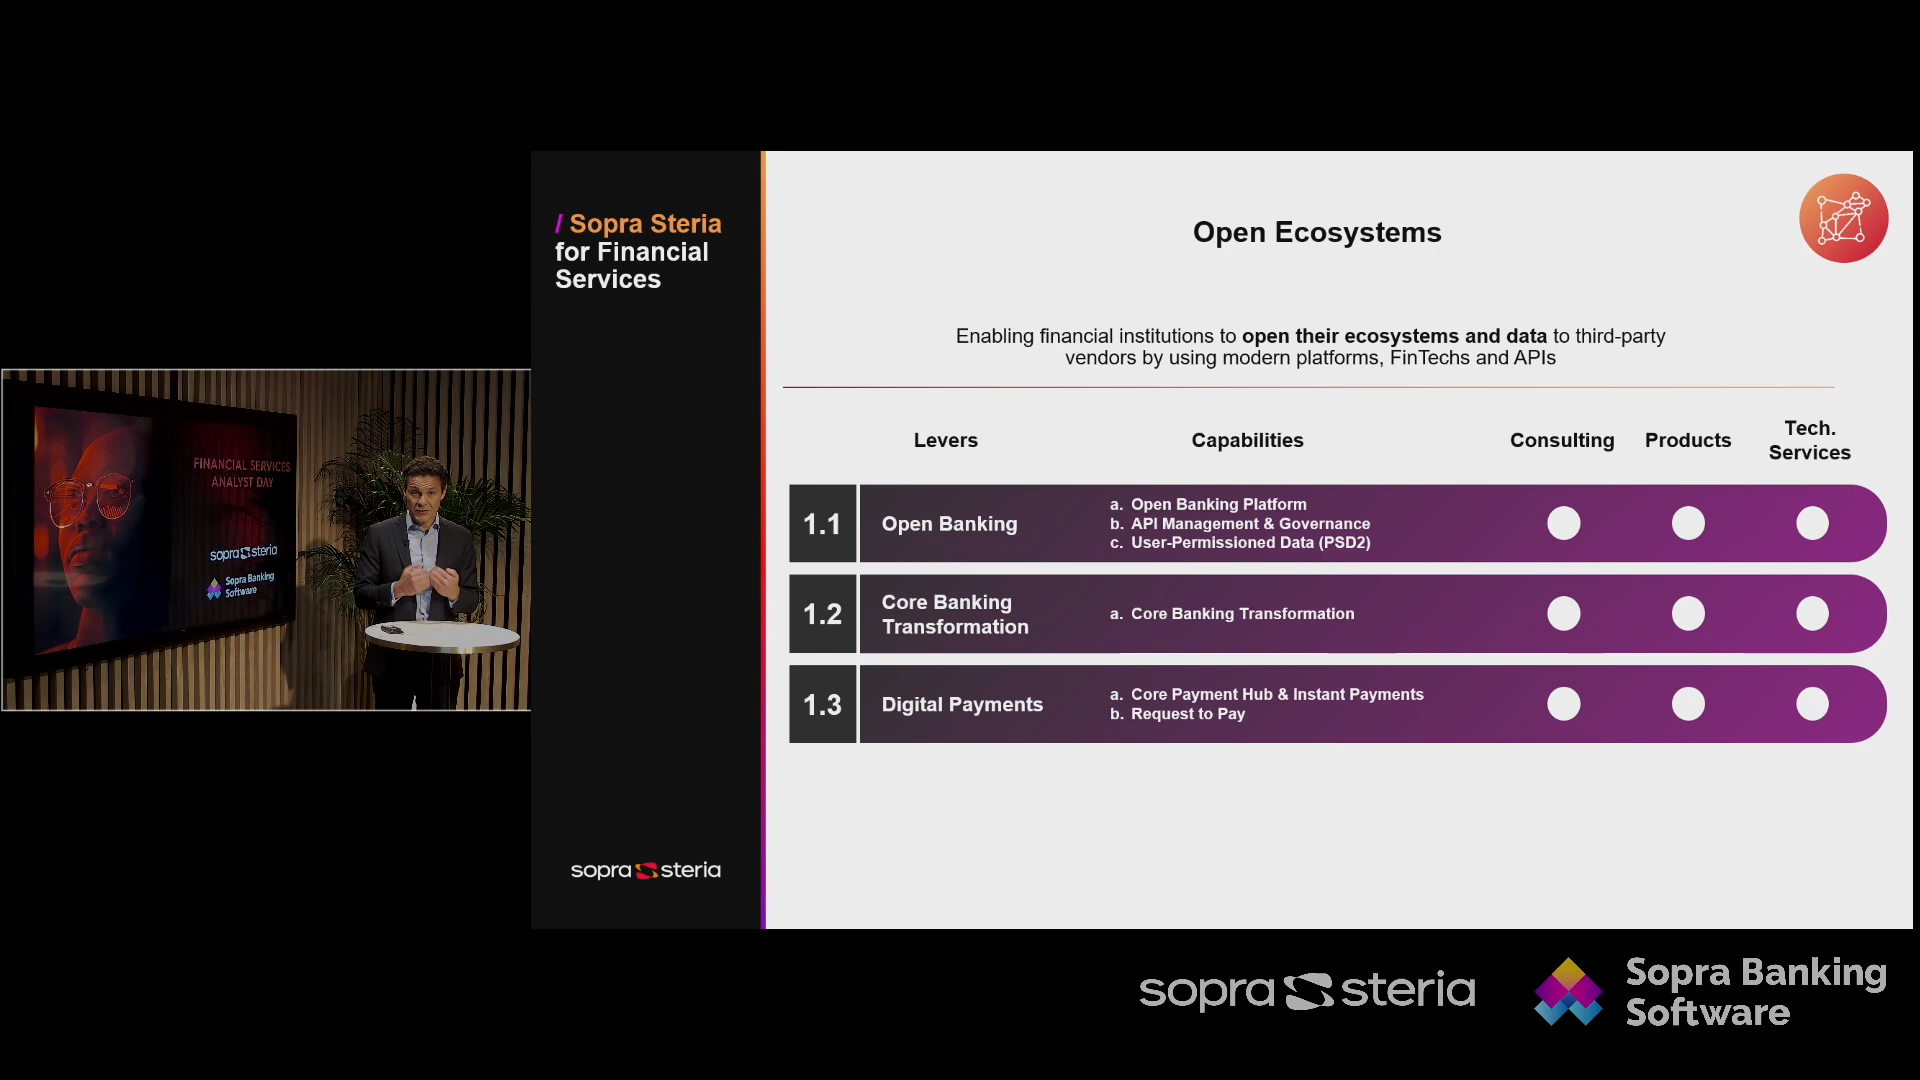 / Sopra Steria
for Financial
Services
sopra steria
FINANCIAL SERVICES
ANALYST DAY
sopra steria
Sopra Banking
Software
Open Ecosystems
Enabling financial institutions to open their ecosystems and data to third-party
vendors by using modern platforms, FinTechs and APIs
Levers Capabilities Consulting Products Tech. Services
1.1 Open Banking
a. Open Banking Platform
b. API Management & Governance
c. User-Permissioned Data (PSD2)
1.2 Core Banking
Transformation
a. Core Banking Transformation
1.3 Digital Payments
a. Core Payment Hub & Instant Payments
b. Request to Pay
sopra steria
Sopra Banking
Software